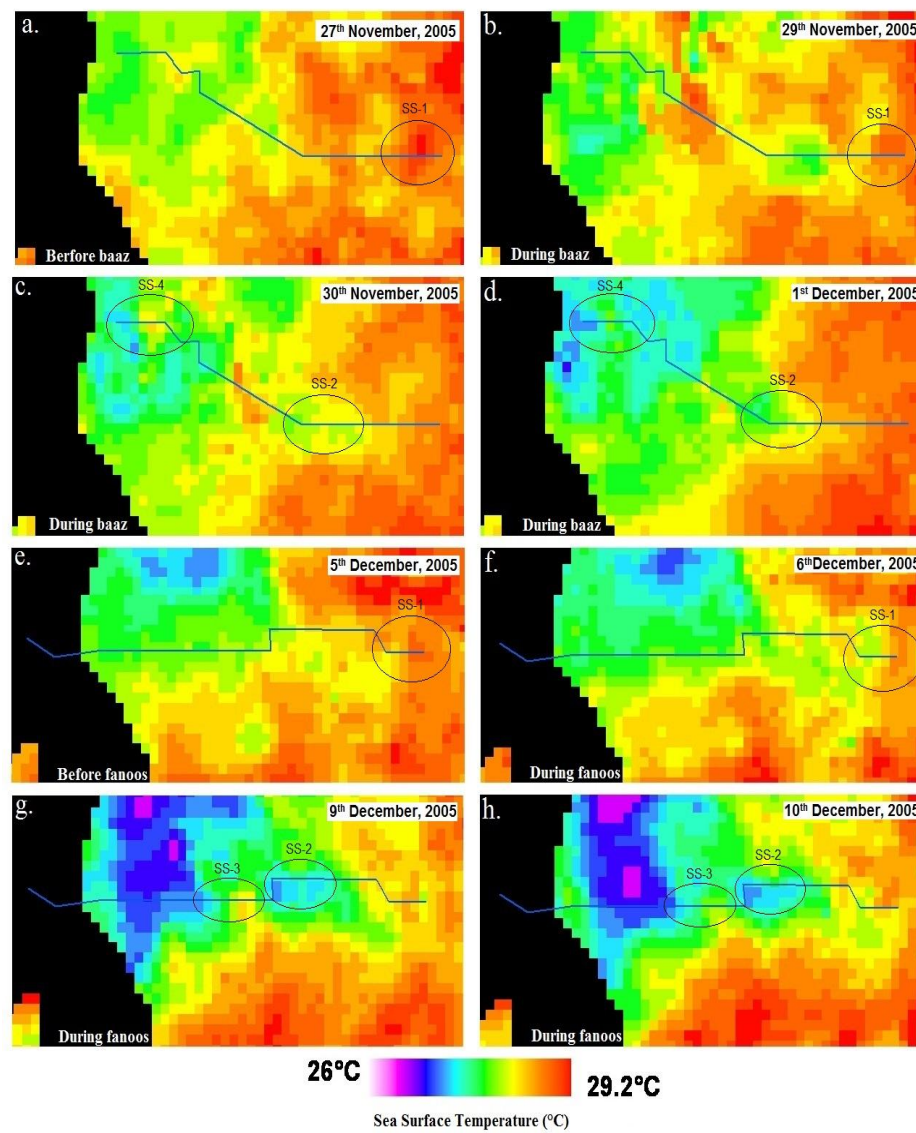 a.
27th November, 2005
SS-1
Berfore baaz
b.
29th November, 2005
SS-1
During baaz
c.
SS-4
30th November, 2005
SS-2
During baaz
d.
SS-4
1st December, 2005
SS-2
During baaz
e.
5th December, 2005
SS-1
Before fanoos
f.
6thDecember, 2005
SS-1
During fanoos
g.
9th December, 2005
SS-3
SS-2
During fanoos
h.
10th December, 2005
SS-3
SS-2
During fanoos
26°C
29.2°C
Sea Surface Temperature (°C)